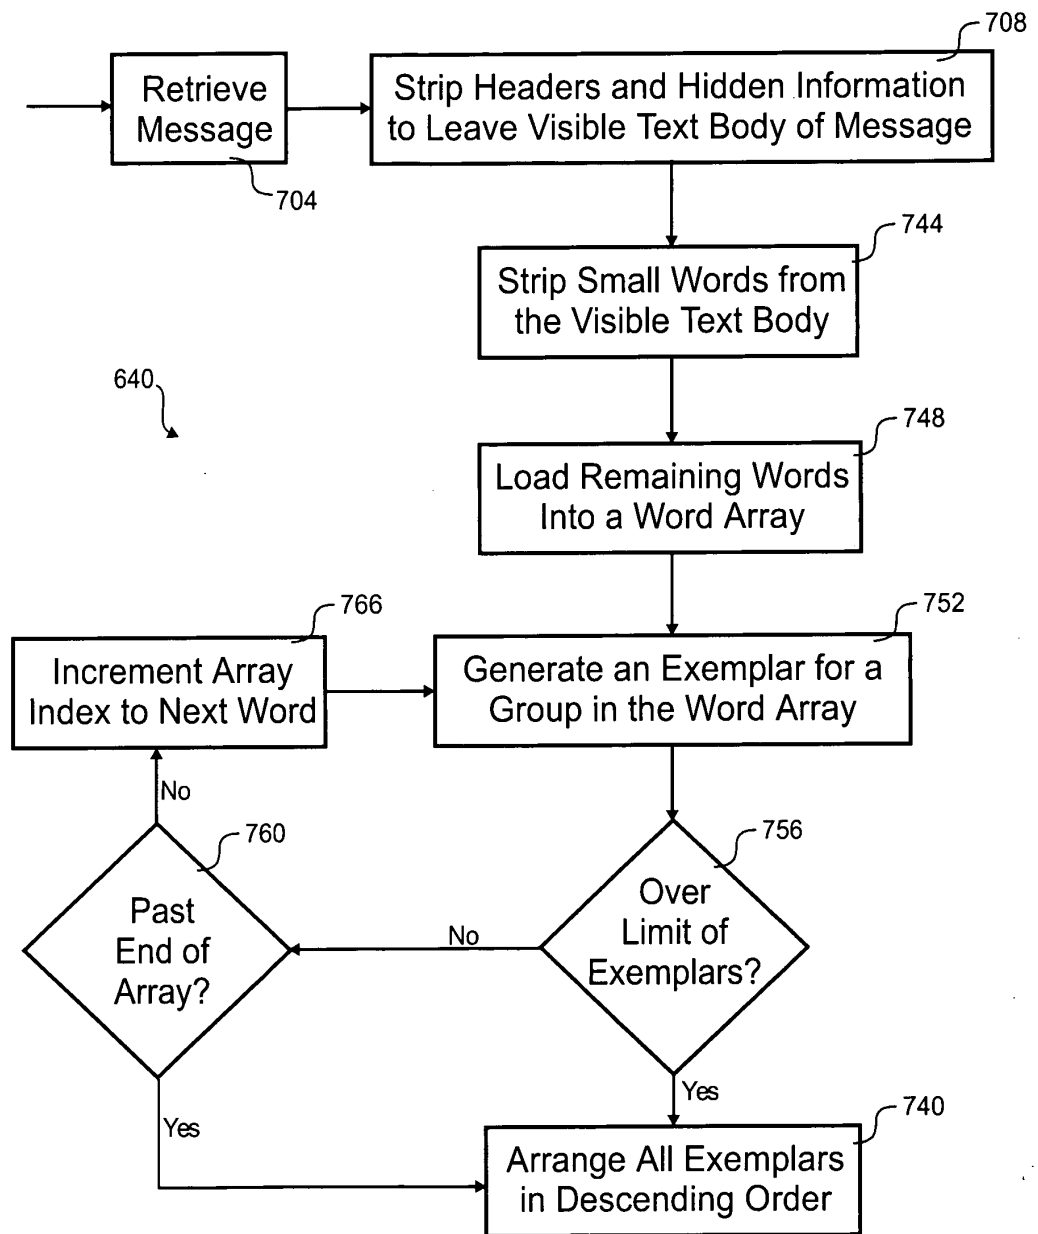 708
Retrieve
Message
704
Strip Headers and Hidden Information
to Leave Visible Text Body of Message
744
Strip Small Words from
the Visible Text Body
640
748
Load Remaining Words
Into a Word Array
766
Increment Array
Index to Next Word
752
Generate an Exemplar for a
Group in the Word Array
No
760
Past
End of
Array?
No
756
Over
Limit of
Exemplars?
Yes
Yes
740
Arrange All Exemplars
in Descending Order